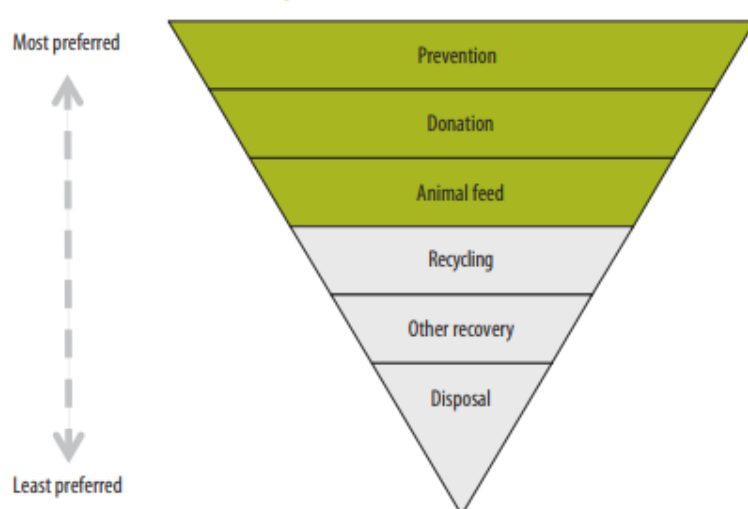 Most preferred
Prevention
Donation
Animal feed
Recycling
Other recovery
Disposal
Least preferred